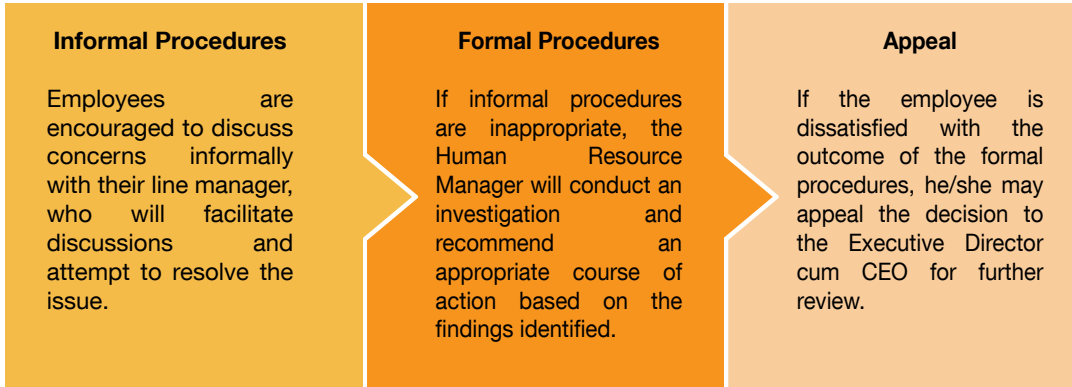 Informal Procedures
Employees are
encouraged to discuss
concerns informally
with their line manager,
who will facilitate
discussions and
attempt to resolve the
issue.
Formal Procedures
If informal procedures
are inappropriate, the
Human Resource
Manager will conduct an
investigation and
recommend an
appropriate course of
action based on the
findings identified.
Appeal
If the employee is
dissatisfied with the
outcome of the formal
procedures, he/she may
appeal the decision to
the Executive Director
cum CEO for further
review.